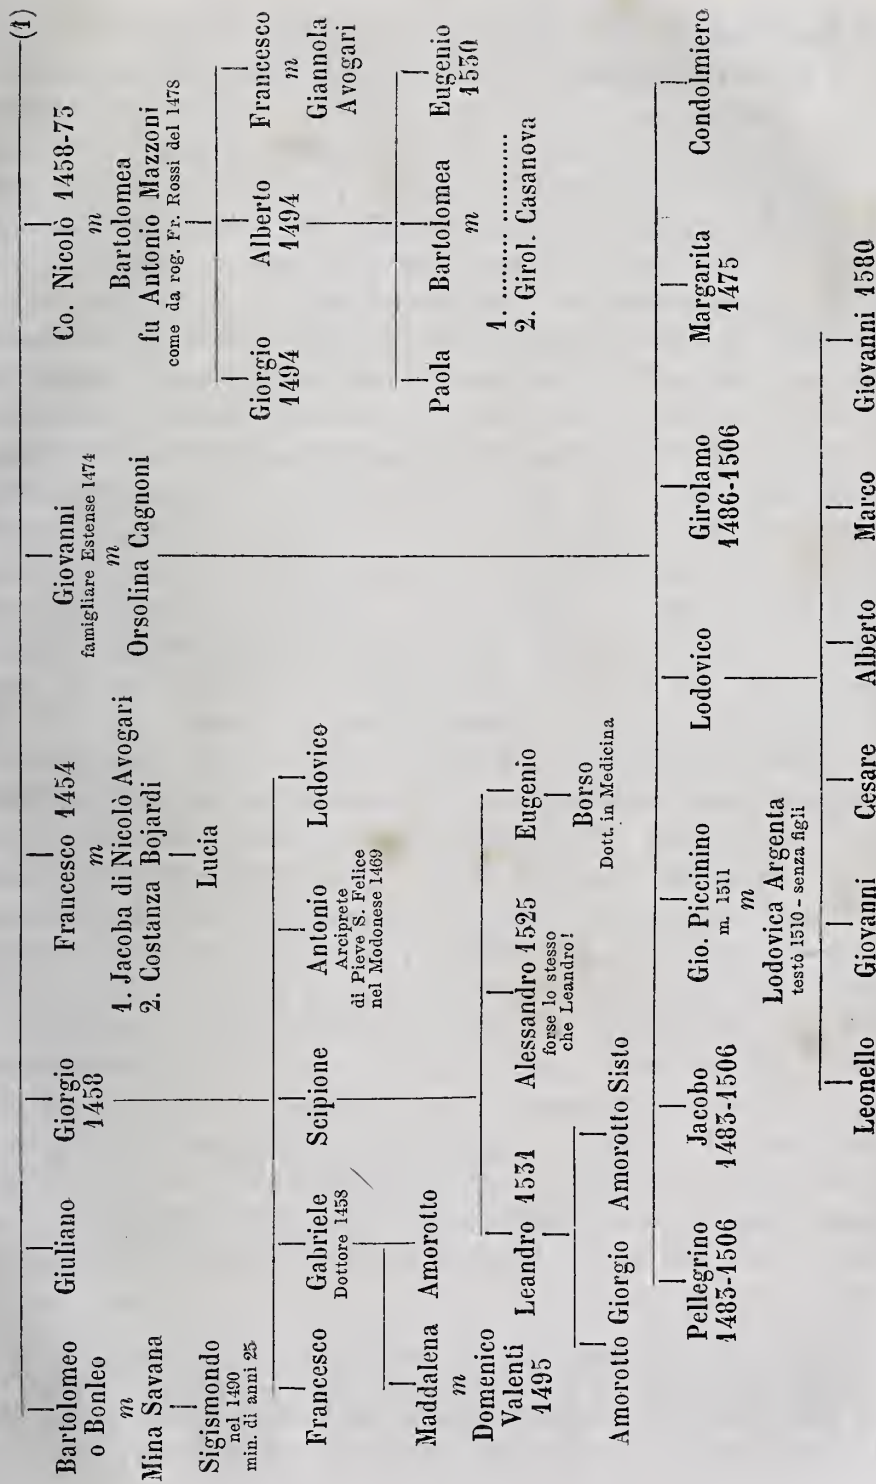 (1)
Bartolomeo
o Bonleo
m
Mina Savana
Sigismondo
nel 1490
min. di anni 25
Giuliano
Giorgio
1458
Francesco 1454
m
1. Jacoba di Nicolò Avogari
2. Costanza Bojardi
Lucia
Giovanni
famigliare Estense 1474
m
Orsolina Cagnoni
Co. Nicolò 1458-75
m
Bartolomea
fu Antonio Mazzoni
come da rog. Fr. Rossi del 1478
Francesco
Gabriele
Dottore 1458
Scipione
Antonio
Arciprete
di Pieve S. Felice
nel Modonese 1469
Lodovico
Giorgio
1494
Alberto
1494
Francesco
m
Giannola
Avogari
Maddalena
m
Domenico
Valenti
1495
Amorotto
Leandro 1531
Alessandro 1525
forse lo stesso
che Leandro!
Eugenio
Borso
Dott. in Medicina
Paola
Bartolomea
m
1. ......... ............
2. Girol. Casanova
Eugenio
1530
Amorotto Giorgio Amorotto Sisto
Pellegrino
1483-1506
Jacobo
1483-1506
Gio. Piccinino
m. 1511
m
Lodovica Argenta
testò 1510 - senza figli
Lodovico
Girolamo
1486-1506
Margarita
1475
Condolmiero
Leonello Giovanni Cesare Alberto Marco Giovanni 1580